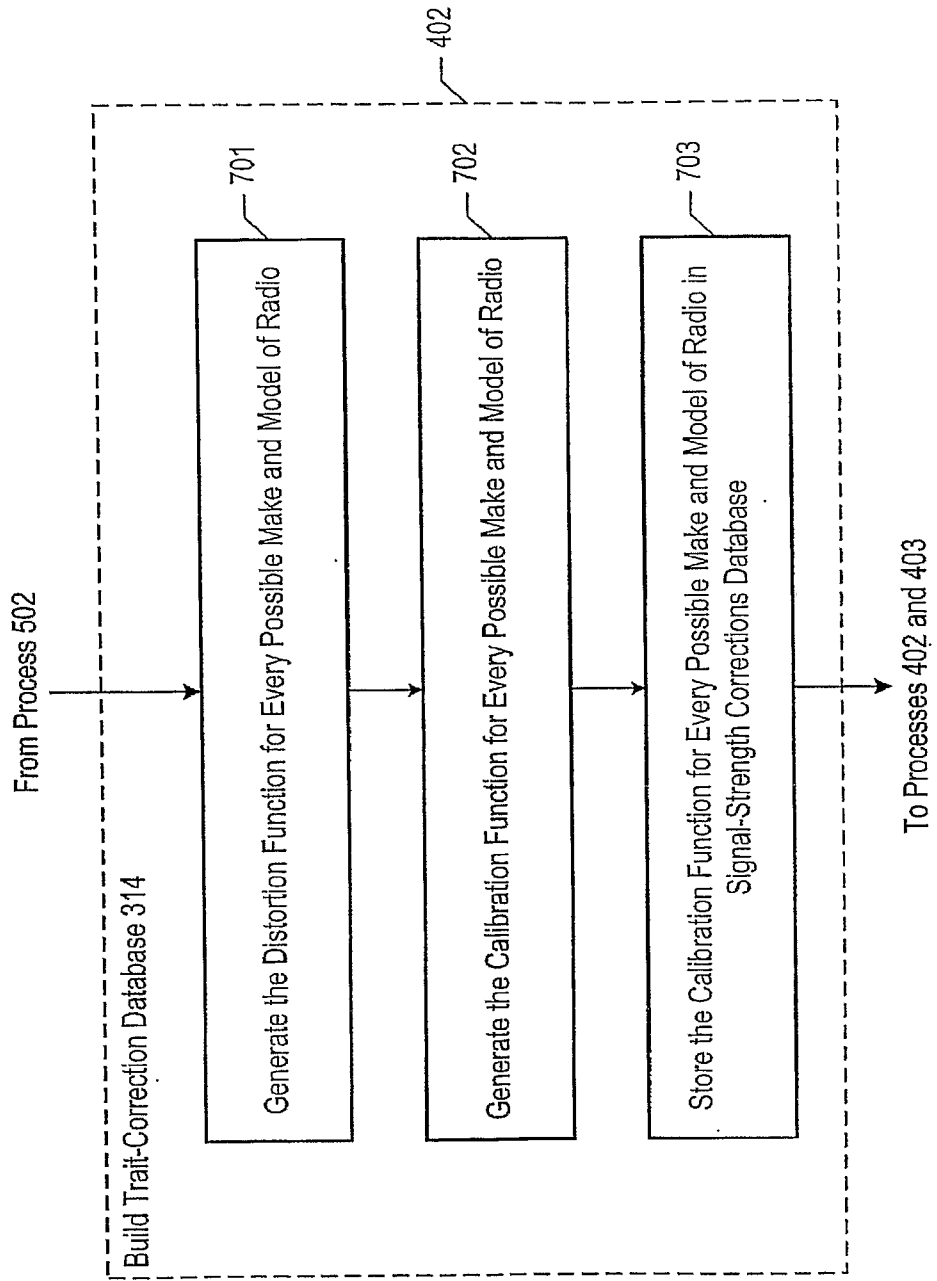 From Process 502
Build Trait-Correction Database 314
402
701
Generate the Distortion Function for Every Possible Make and Model of Radio
702
Generate the Calibration Function for Every Possible Make and Model of Radio
703
Store the Calibration Function for Every Possible Make and Model of Radio in
Signal-Strength Corrections Database
To Processes 402 and 403